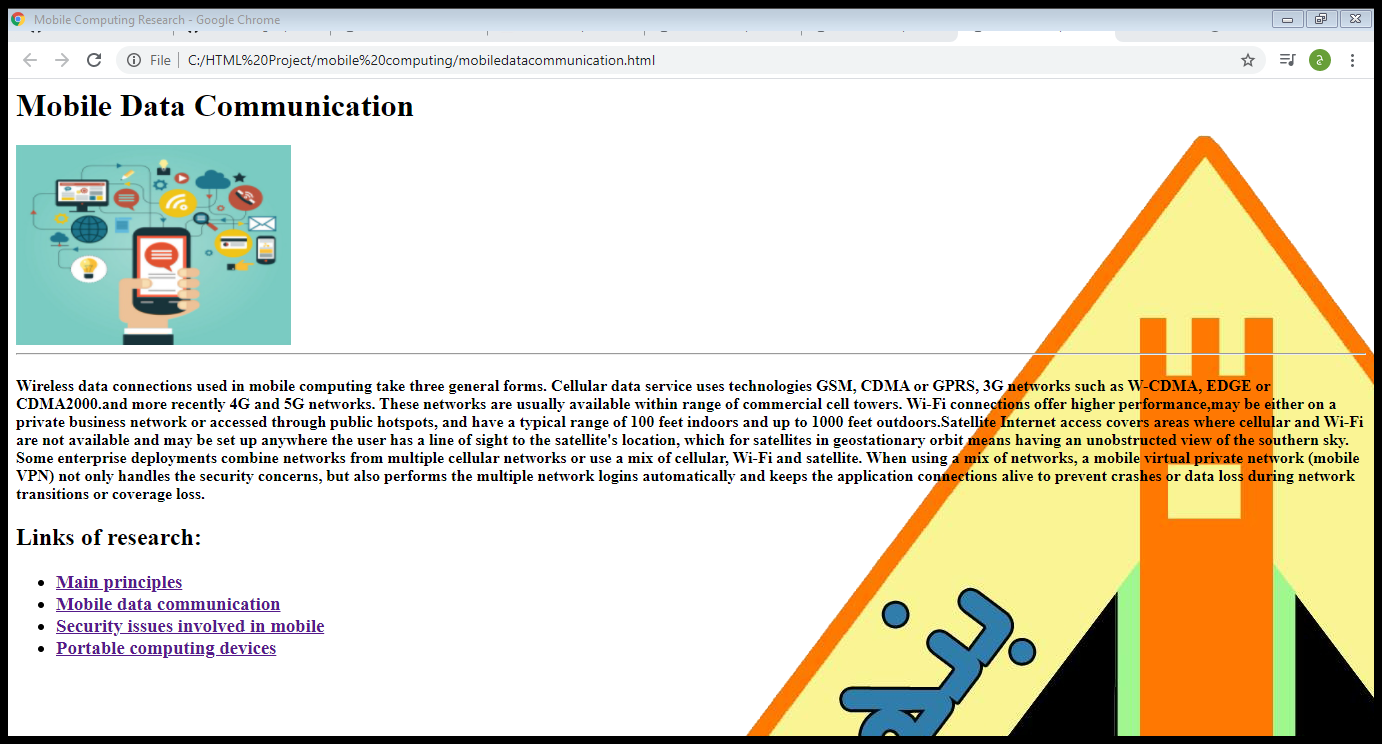 Mobile Computing Research - Google Chrome
File | C:/HTML%20Project/mobile%20computing/mobiledatacommunication.html
Mobile Data Communication
Wireless data connections used in mobile computing take three general forms. Cellular data service uses technologies GSM, CDMA or GPRS, 3G networks such as W-CDMA, EDGE or
CDMA2000.and more recently 4G and 5G networks. These networks are usually available within range of commercial cell towers. Wi-Fi connections offer higher performance,may be either on a
private business network or accessed through public hotspots, and have a typical range of 100 feet indoors and up to 1000 feet outdoors.Satellite Internet access covers areas where cellular and Wi-Fi
are not available and may be set up anywhere the user has a line of sight to the satellite's location, which for satellites in geostationary orbit means having an unobstructed view of the southern sky.
Some enterprise deployments combine networks from multiple cellular networks or use a mix of cellular, Wi-Fi and satellite. When using a mix of networks, a mobile virtual private network (mobile
VPN) not only handles the security concerns, but also performs the multiple network logins automatically and keeps the application connections alive to prevent crashes or data loss during network
transitions or coverage loss.
Links of research:
Main principles
Mobile data communication
Security issues involved in mobile
Portable computing devices